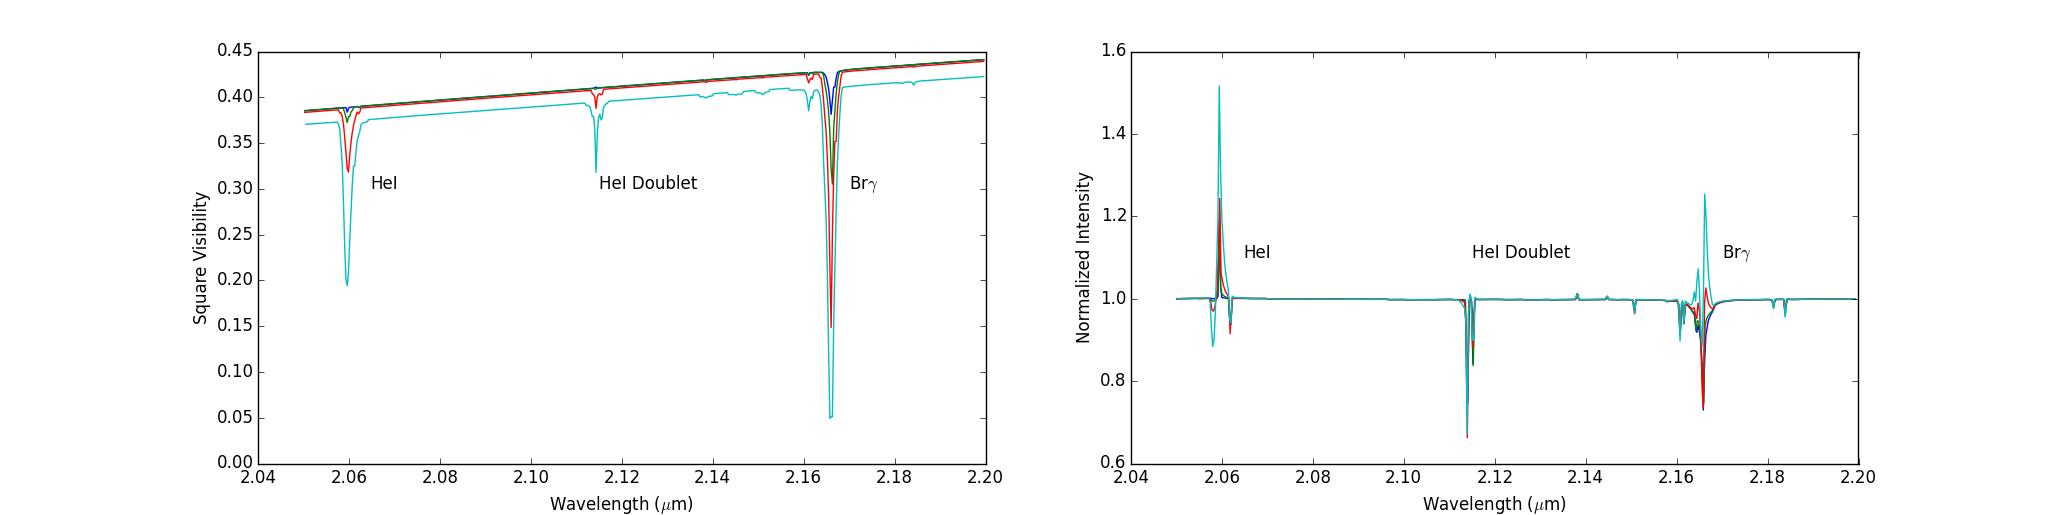 0.45
0.40
0.35
0.30
0.25
0.20
0.15
0.10
0.05
0.00
Square Visibility
HeI
HeI Doublet
Brγ
2.04 2.06 2.08 2.10 2.12 2.14 2.16 2.18 2.20
Wavelength (μm)
1.6
1.4
1.2
1.0
0.8
0.6
Normalized Intensity
HeI
HeI Doublet
Brγ
2.04 2.06 2.08 2.10 2.12 2.14 2.16 2.18 2.20
Wavelength (μm)